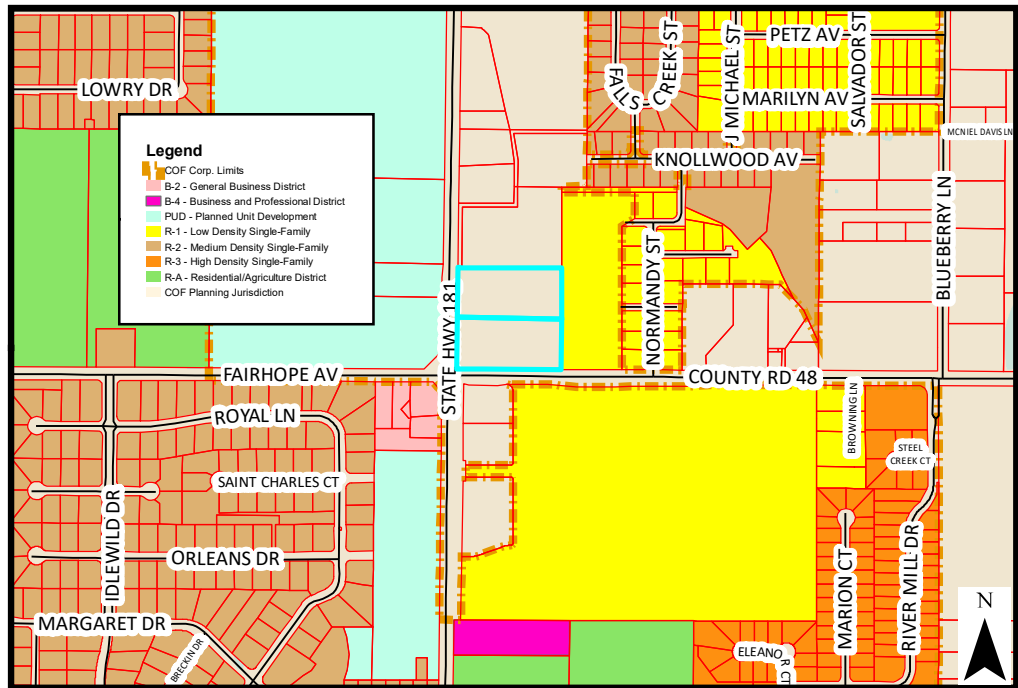 PETZ AV
LOWRY DR
FALLS
CREEK ST
J MICHAEL ST
SALVADOR ST
MARILYN AV
MCNIEL DAVIS LN
KNOLLWOOD AV
Legend
COF Corp. Limits
B-2 - General Business District
B-4 - Business and Professional District
PUD - Planned Unit Development
R-1 - Low Density Single-Family
R-2 - Medium Density Single-Family
R-3 - High Density Single-Family
R-A - Residential/Agriculture District
COF Planning Jurisdiction
BLUEBERRY LN
NORMANDY ST
STATE HWY 181
FAIRHOPE AV
COUNTY RD 48
ROYAL LN
BROWNING LN
STEEL
CREEK CT
SAINT CHARLES CT
IDLEWILD DR
ORLEANS DR
MARION CT
RIVER MILL DR
MARGARET DR
BRECKIN DR
ELEANOR CT
N